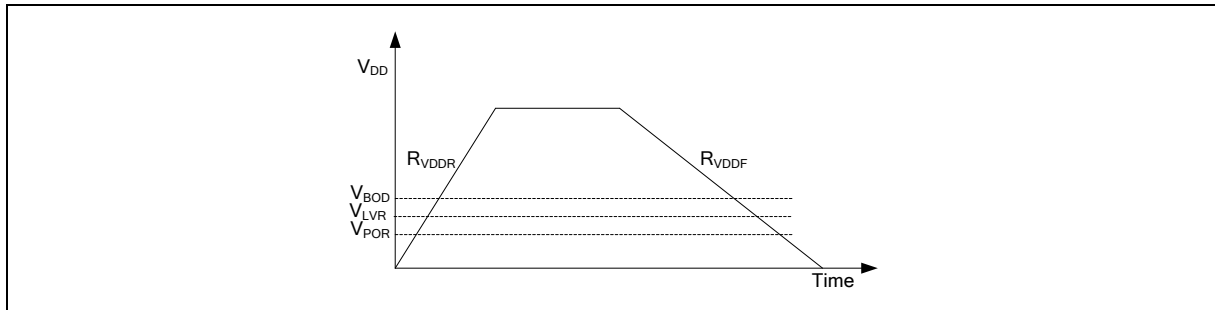 VDD
RVDDR
RVDDF
VBOD
VLVR
VPOR
Time